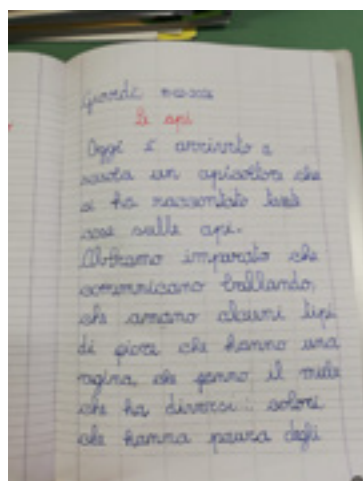 Giovedì
Le api
Oggi è arrivato a
scuola un apicoltore che
ci ha raccontato tante
cose sulle api.
Abbiamo imparato che
comunicano ballando,
che amano alcuni tipi
di fiori che hanno una
regina, che fanno il miele
che ha diversi colori
che hanno paura degli